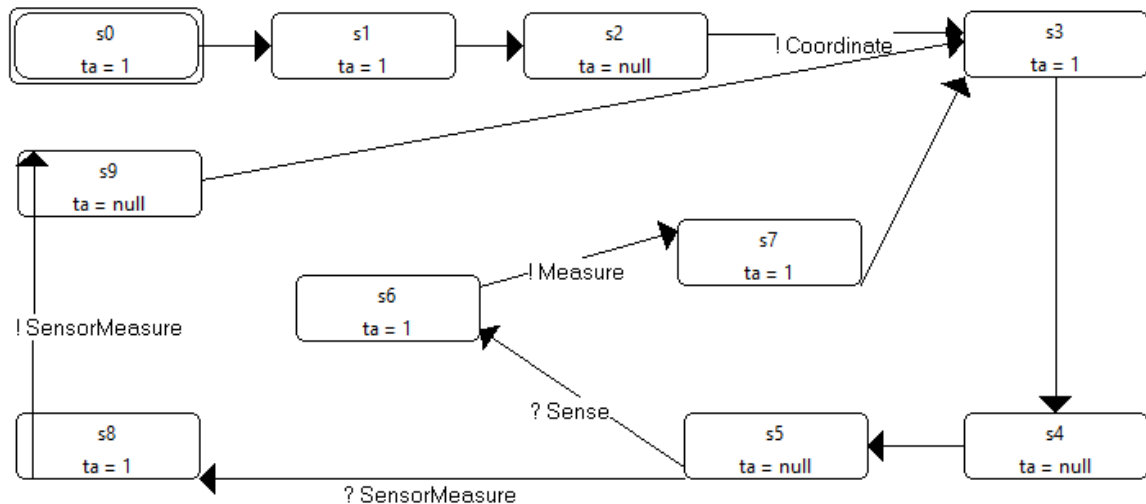 s0
ta = 1
s1
ta = 1
s2
ta = null
! Coordinate
s3
ta = 1
s9
ta = null
s7
ta = 1
! Measure
s6
ta = 1
! SensorMeasure
? Sense
s8
ta = 1
s5
ta = null
s4
ta = null
? SensorMeasure